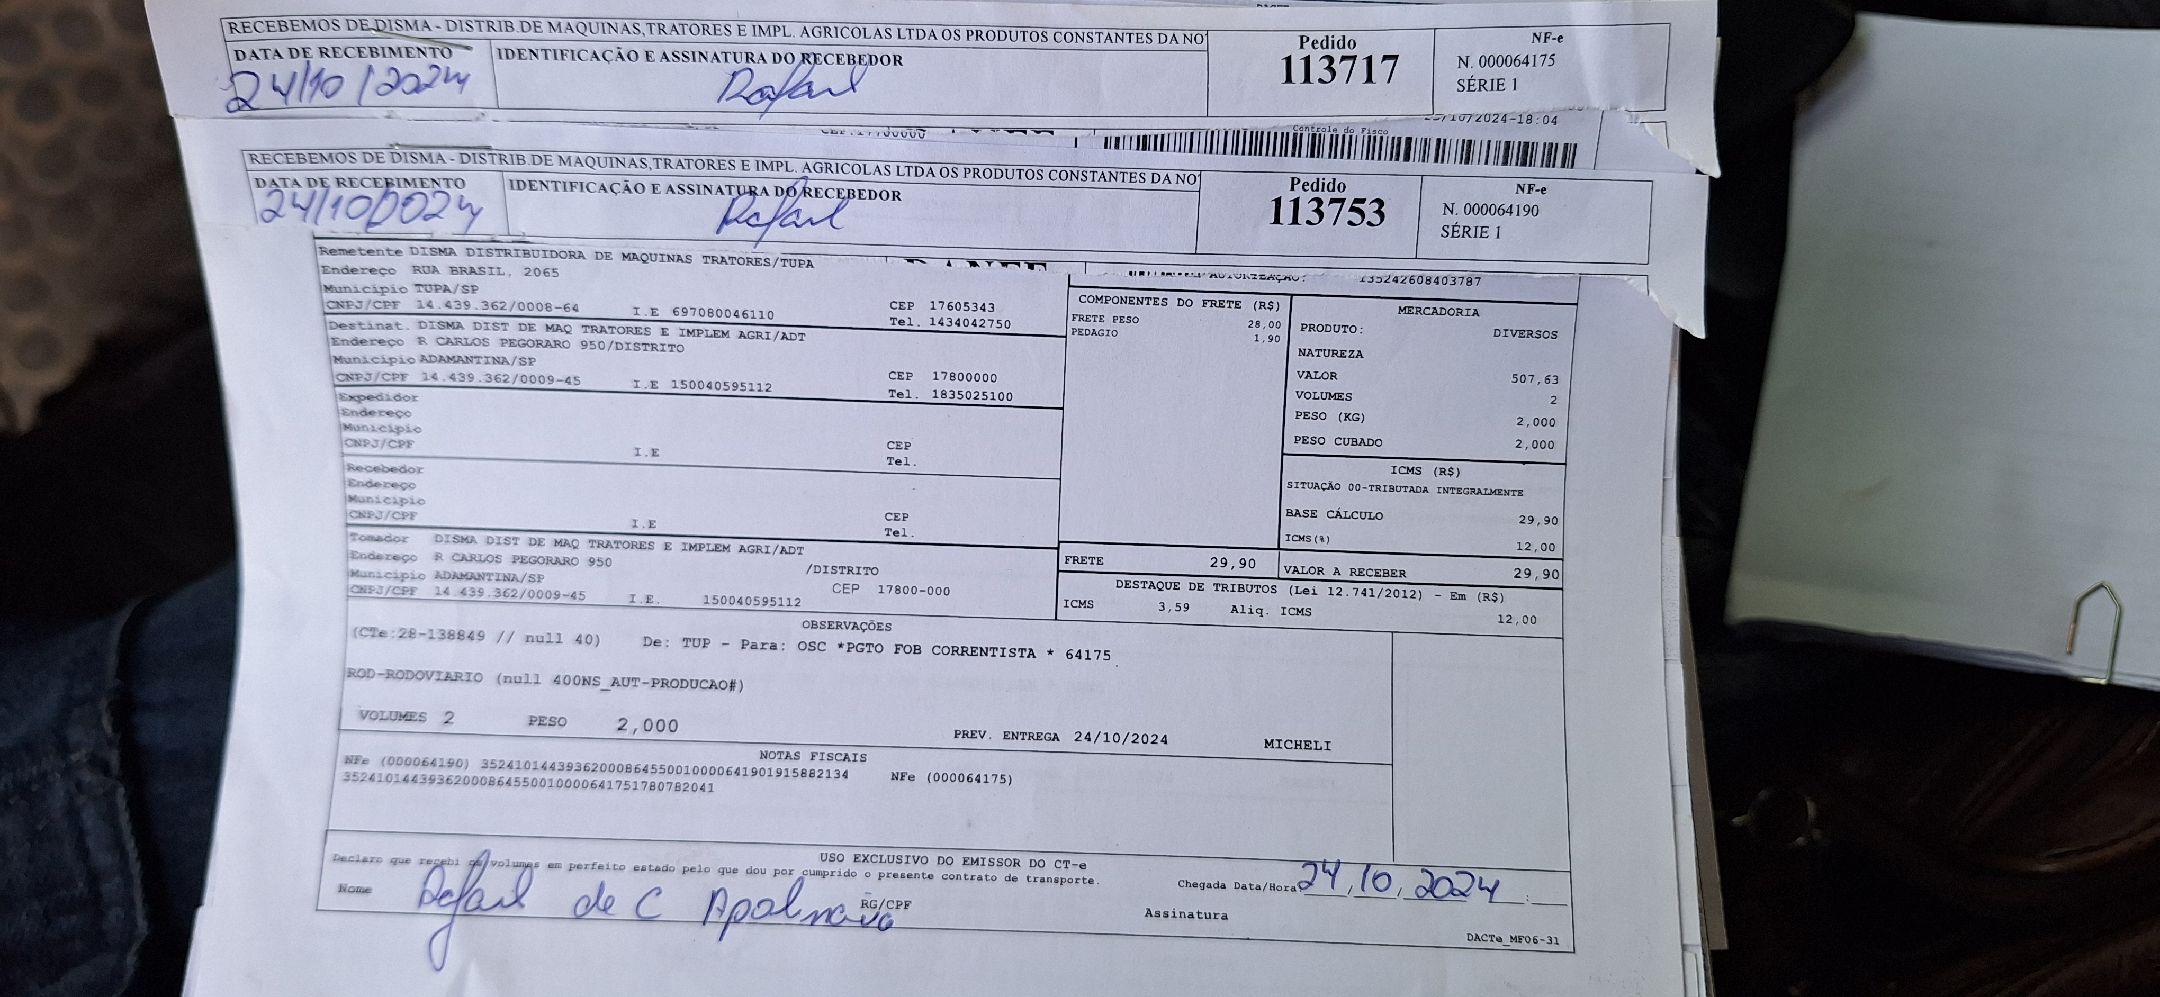 RECEBEMOS DE DISMA - DISTRIB.DE MAQUINAS,TRATORES E IMPL. AGRICOLAS LTDA OS PRODUTOS CONSTANTES DA NO
DATA DE RECEBIMENTO IDENTIFICAÇÃO E ASSINATURA DO RECEBEDOR
24/10/2024 Rafael
Pedido
113717
NF-e
N. 000064175
SÉRIE 1
/10/2024-18:04
Controle do Fisco
RECEBEMOS DE DISMA - DISTRIB.DE MAQUINAS,TRATORES E IMPL. AGRICOLAS LTDA OS PRODUTOS CONSTANTES DA NO
DATA DE RECEBIMENTO IDENTIFICAÇÃO E ASSINATURA DO RECEBEDOR
Rafael
Pedido
113753
NF-e
N. 000064190
SÉRIE 1
135242608403787
Remetente DISMA DISTRIBUIDORA DE MAQUINAS TRATORES/TUPA
Endereço RUA BRASIL, 2065
Município TUPA/SP
CNPJ/CPF 14.439.362/0008-64 I.E 697080046110 CEP 17605343
Tel. 1434042750
Destinat. DISMA DIST DE MAQ TRATORES E IMPLEM AGRI/ADT
Endereço R CARLOS PEGORARO 950/DISTRITO
Município ADAMANTINA/SP
CNPJ/CPF 14.439.362/0009-45 I.E 150040595112 CEP 17800000
Tel. 1835025100
Expedidor
Endereço
Município
CNPJ/CPF I.E CEP
Tel.
Recebedor
Endereço
Município
CNPJ/CPF I.E CEP
Tel.
Tomador DISMA DIST DE MAQ TRATORES E IMPLEM AGRI/ADT
Endereço R CARLOS PEGORARO 950 /DISTRITO
Município ADAMANTINA/SP CEP 17800-000
CNPJ/CPF 14.439.362/0009-45 I.E. 150040595112
COMPONENTES DO FRETE (R$)
FRETE PESO 28,00
PEDAGIO 1,90
MERCADORIA
PRODUTO: DIVERSOS
NATUREZA
VALOR 507,63
VOLUMES 2
PESO (KG) 2,000
PESO CUBADO 2,000
ICMS (R$)
SITUAÇÃO 00-TRIBUTADA INTEGRALMENTE
BASE CÁLCULO 29,90
ICMS(%) 12,00
FRETE 29,90 VALOR A RECEBER 29,90
DESTAQUE DE TRIBUTOS (Lei 12.741/2012) - Em (R$)
ICMS 3,59 Aliq. ICMS 12,00
OBSERVAÇÕES
(CTe:28-138849 // null 40) De: TUP - Para: OSC *PGTO FOB CORRENTISTA * 64175
ROD-RODOVIARIO (null 400NS_AUT-PRODUCAO#)
VOLUMES 2 PESO 2,000 PREV. ENTREGA 24/10/2024 MICHELI
NOTAS FISCAIS
NFe (000064190) 35241014439362000864550010000641901915882134 NFe (000064175)
35241014439362000864550010000641751780782041
USO EXCLUSIVO DO EMISSOR DO CT-e
Declaro que recebi os volumes em perfeito estado pelo que dou por cumprido o presente contrato de transporte.
Nome Rafael de C RG/CPF
Chegada Data/Hora: 24, 10, 2024 :
Assinatura
DACTe_MF06-31